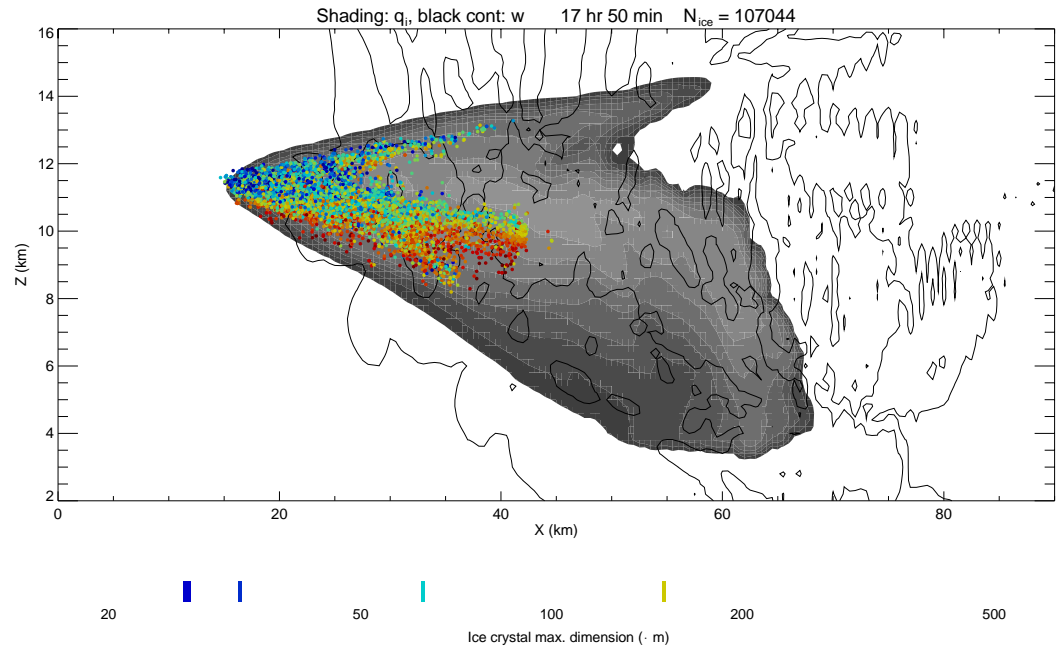 Shading: qi, black cont: w 17 hr 50 min Nice = 107044
16
14
12
10
8
6
4
2
Z (km)
0 20 40 60 80
X (km)
20 50 100 200 500
Ice crystal max. dimension (· m)